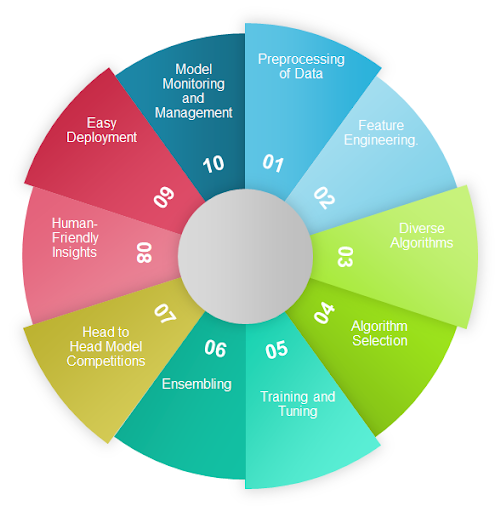 Preprocessing
of Data
01
Feature
Engineering.
02
Diverse
Algorithms
03
Algorithm
Selection
04
Training and
Tuning
05
Ensembling
06
Head to
Head Model
Competitions
07
Human-
Friendly
Insights
08
Easy
Deployment
09
Model
Monitoring
and
Management
10